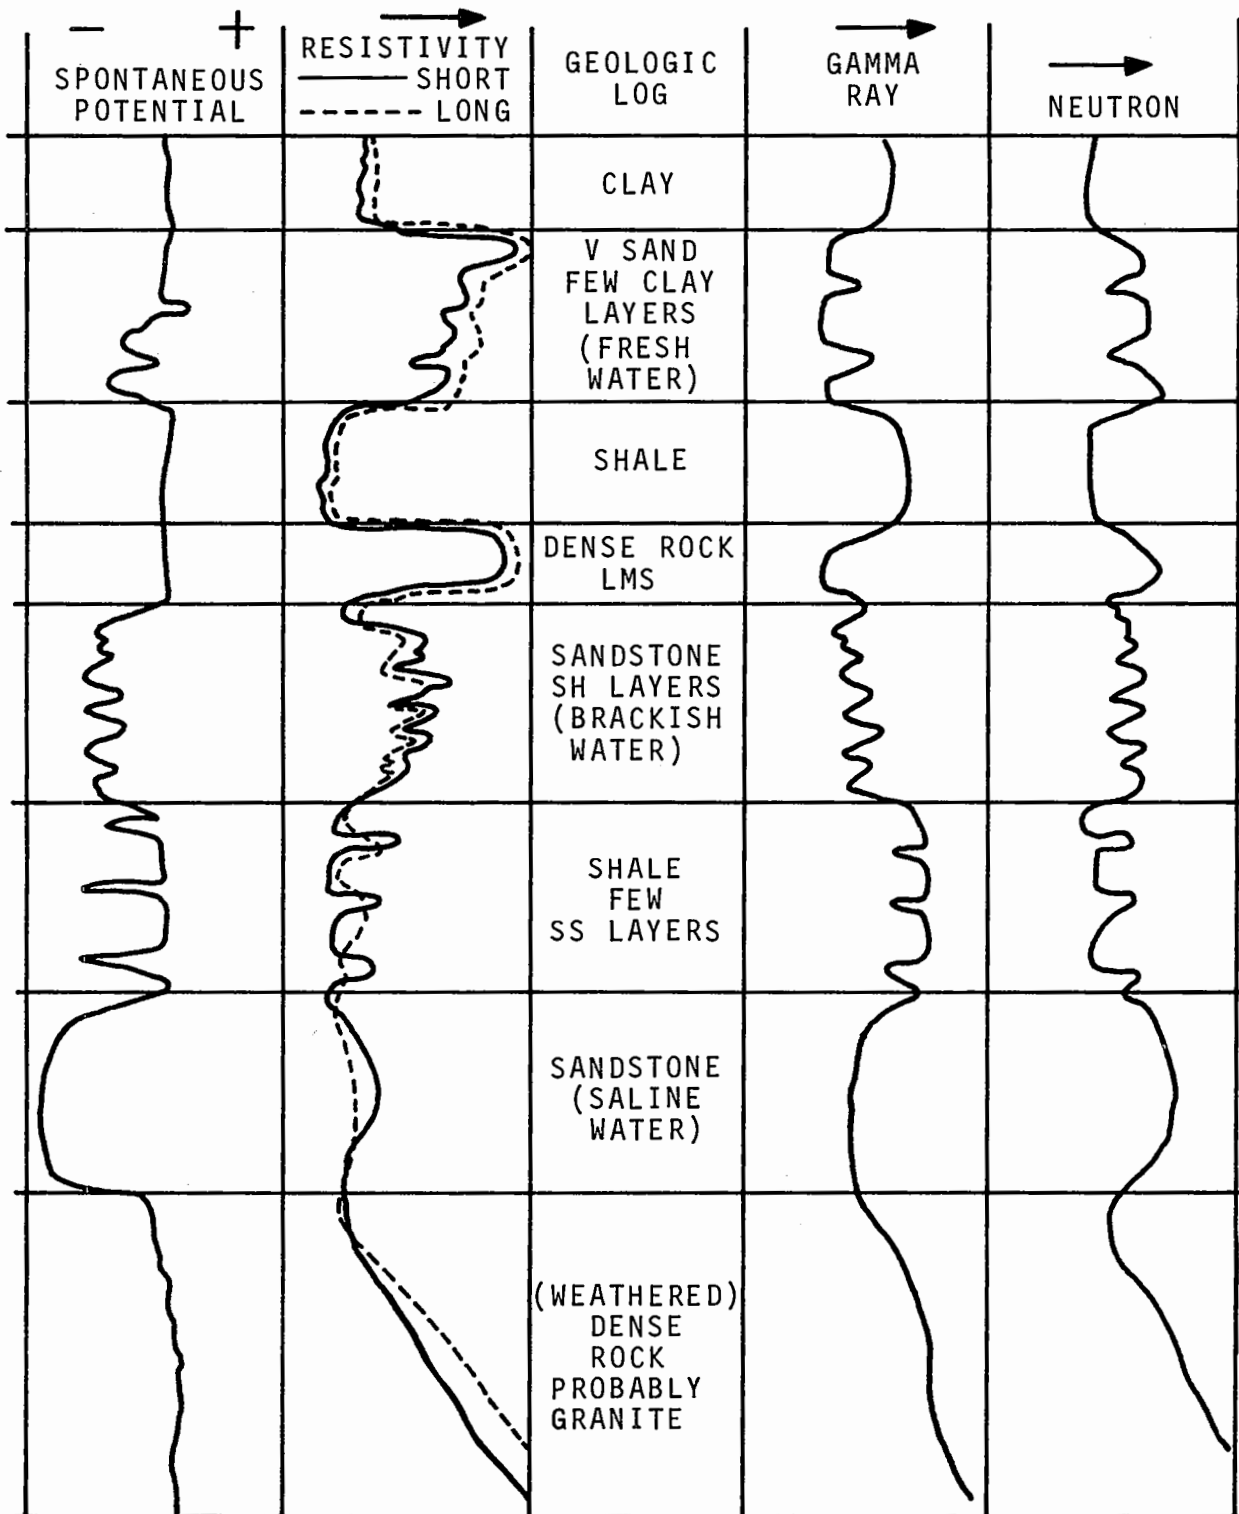 − +
SPONTANEOUS
POTENTIAL
RESISTIVITY
SHORT
LONG
GEOLOGIC
LOG
GAMMA
RAY
NEUTRON
CLAY
V SAND
FEW CLAY
LAYERS
(FRESH
WATER)
SHALE
DENSE ROCK
LMS
SANDSTONE
SH LAYERS
(BRACKISH
WATER)
SHALE
FEW
SS LAYERS
SANDSTONE
(SALINE
WATER)
(WEATHERED)
DENSE
ROCK
PROBABLY
GRANITE